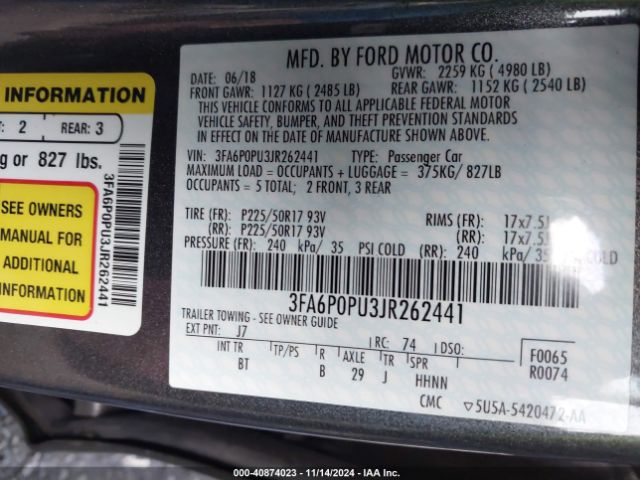 INFORMATION
2
REAR: 3
or 827 lbs.
SEE OWNERS
MANUAL FOR
ADDITIONAL
INFORMATION
3FA6P0PU3JR262441
MFD. BY FORD MOTOR CO.
DATE: 06/18 GVWR: 2259 KG ( 4980 LB)
FRONT GAWR: 1127 KG ( 2485 LB) REAR GAWR: 1152 KG ( 2540 LB)
THIS VEHICLE CONFORMS TO ALL APPLICABLE FEDERAL MOTOR
VEHICLE SAFETY, BUMPER, AND THEFT PREVENTION STANDARDS
IN EFFECT ON THE DATE OF MANUFACTURE SHOWN ABOVE.
VIN: 3FA6P0PU3JR262441 TYPE: Passenger Car
MAXIMUM LOAD = OCCUPANTS + LUGGAGE = 375KG/ 827LB
OCCUPANTS = 5 TOTAL; 2 FRONT, 3 REAR
TIRE (FR): P225/50R17 93V RIMS (FR): 17x7.5J
(RR): P225/50R17 93V (RR): 17x7.5J
PRESSURE (FR): 240 kPa/ 35 PSI COLD (RR): 240 kPa/ 35 PSI COLD
3FA6P0PU3JR262441
TRAILER TOWING - SEE OWNER GUIDE
EXT PNT: J7 RC: 74 DSO:
F0065
R0074
INT TR TP/PS R AXLE TR SPR
BT B 29 J HHNN
CMC ▽5U5A-5420472-AA
000-40874023 - 11/14/2024 - IAA Inc.